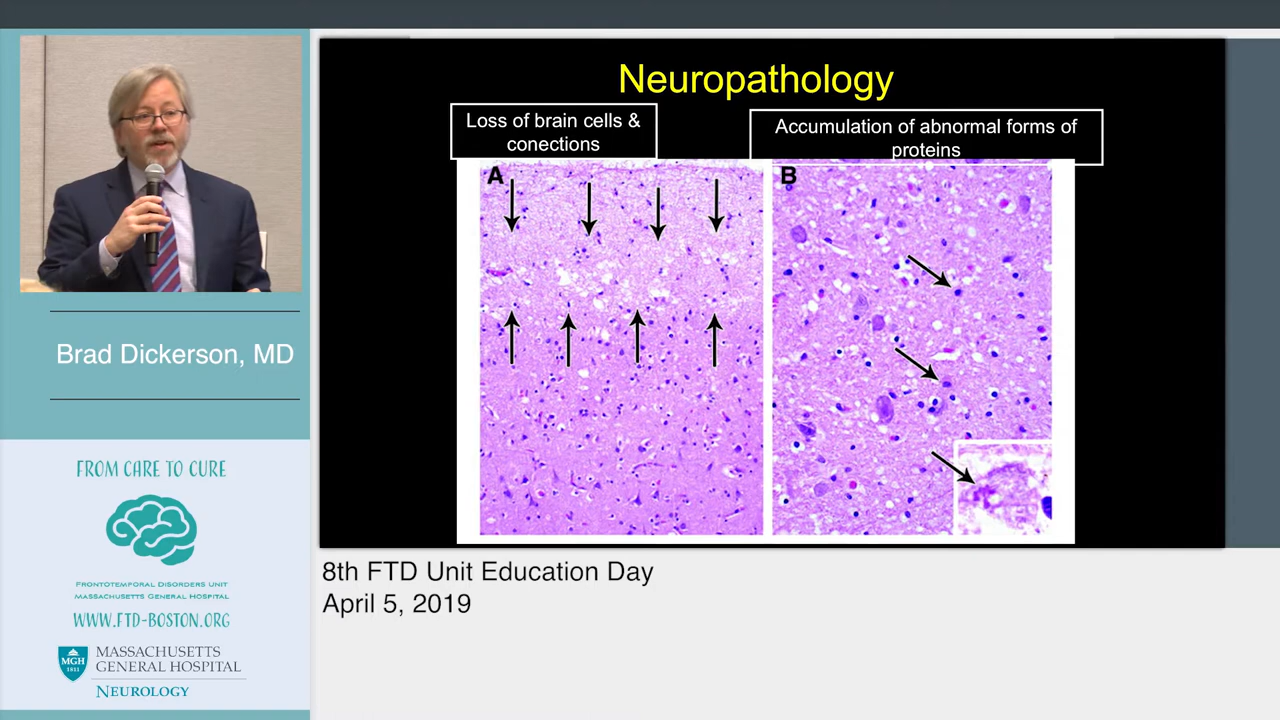 Neuropathology
Loss of brain cells &
conections
Accumulation of abnormal forms of
proteins
A
B
Brad Dickerson, MD
FROM CARE TO CURE
FRONTOTEMPORAL DISORDERS UNIT
MASSACHUSETTS GENERAL HOSPITAL
WWW.FTD-BOSTON.ORG
MGH
1811
MASSACHUSETTS
GENERAL HOSPITAL
NEUROLOGY
8th FTD Unit Education Day
April 5, 2019